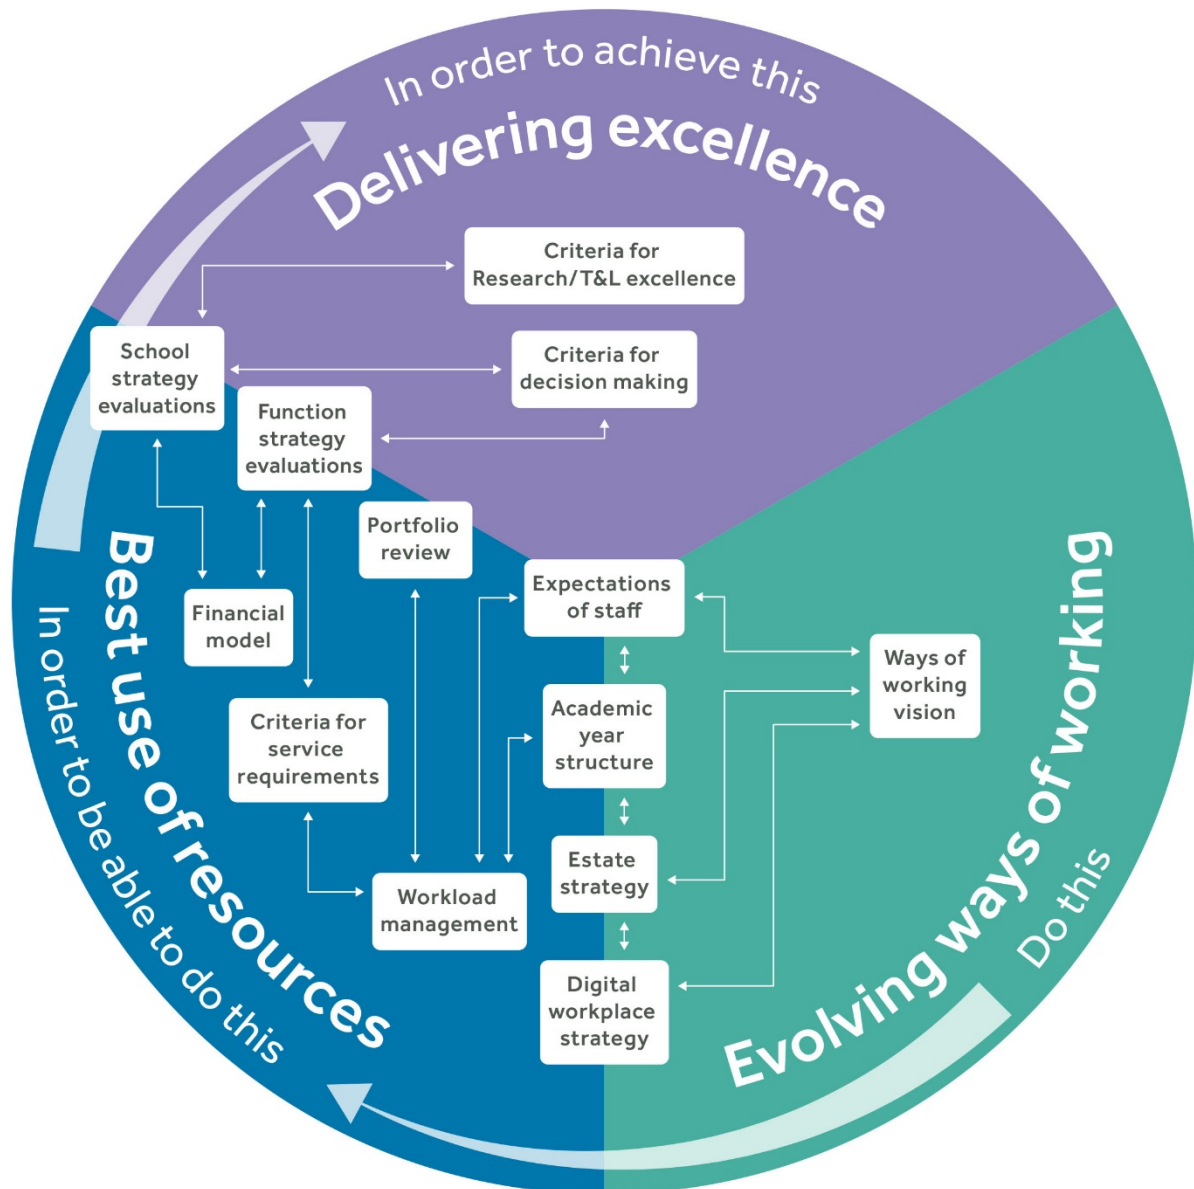 In order to achieve this
Delivering excellence
Criteria for
Research/T&L excellence
School
strategy
evaluations
Criteria for
decision making
Function
strategy
evaluations
Portfolio
review
Expectations
of staff
Financial
model
Ways of
working
vision
Criteria for
service
requirements
Academic
year
structure
Estate
strategy
Workload
management
Digital
workplace
strategy
Best use of resources
In order to be able to do this
Evolving ways of working
Do this